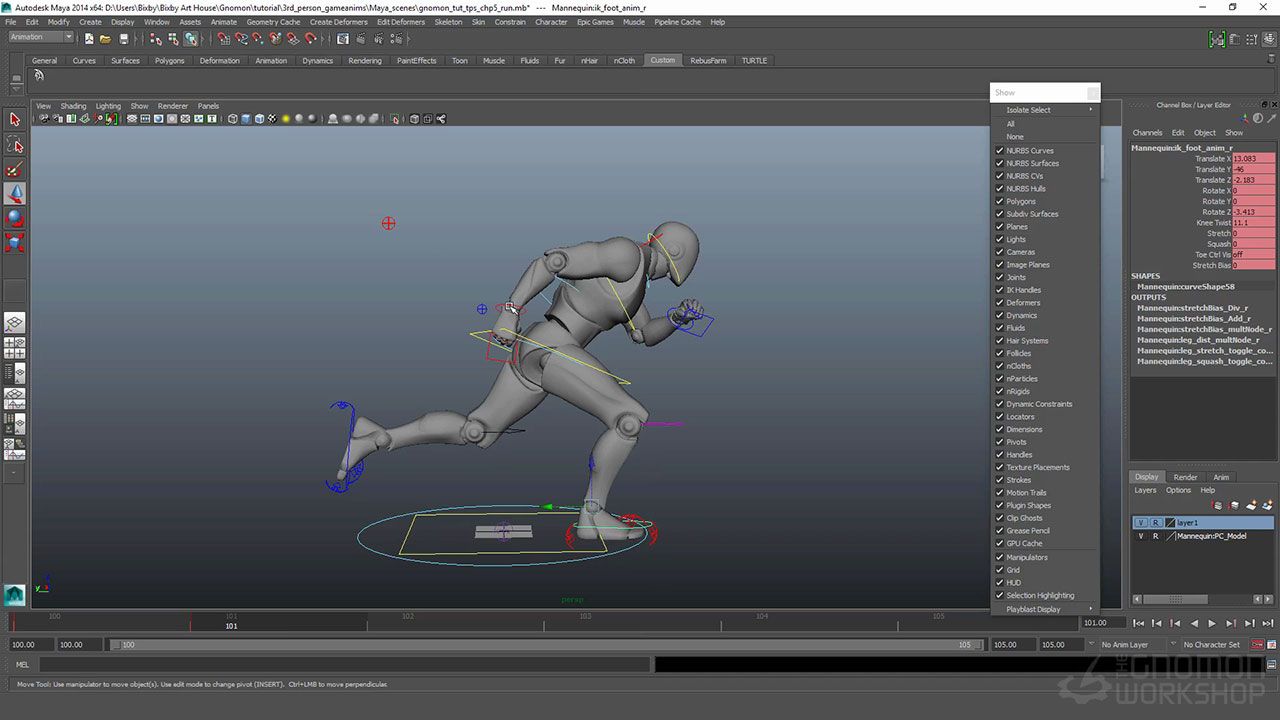 Autodesk Maya 2014 x64: D:\Users\Bixby\Bixby Art House\Gnomon\tutorial\3rd_person_gameanims\Maya_scenes\gnomon_tut_tps_chp5_run.mb* --- Mannequin:ik_foot_anim_r
File Edit Modify Create Display Window Assets Animate Geometry Cache Create Deformers Edit Deformers Skeleton Skin Constrain Character Epic Games Muscle Pipeline Cache Help
Animation
General Curves Surfaces Polygons Deformation Animation Dynamics Rendering PaintEffects Toon Muscle Fluids Fur nHair nCloth Custom RebusFarm TURTLE
View Shading Lighting Show Renderer Panels
Show
Isolate Select
All
None
NURBS Curves
NURBS Surfaces
NURBS CVs
NURBS Hulls
Polygons
Subdiv Surfaces
Planes
Lights
Cameras
Image Planes
Joints
IK Handles
Deformers
Dynamics
Fluids
Hair Systems
Follicles
nCloths
nParticles
nRigids
Dynamic Constraints
Locators
Dimensions
Pivots
Handles
Texture Placements
Strokes
Motion Trails
Plugin Shapes
Clip Ghosts
Grease Pencil
GPU Cache
Manipulators
Grid
HUD
Selection Highlighting
Playblast Display
Channel Box / Layer Editor
Channels Edit Object Show
Mannequin:ik_foot_anim_r
Translate X 13.083
Translate Y -46
Translate Z -2.183
Rotate X 0
Rotate Y 0
Rotate Z -3.413
Knee Twist 11.1
Stretch 0
Squash 0
Toe Ctrl Vis off
Stretch Bias 0
SHAPES
Mannequin:curveShape58
OUTPUTS
Mannequin:stretchBias_Div_r
Mannequin:stretchBias_Add_r
Mannequin:stretchBias_multNode_r
Mannequin:leg_dist_multNode_r
Mannequin:leg_stretch_toggle_co...
Mannequin:leg_squash_toggle_co...
Display Render Anim
Layers Options Help
V R layer1
V R Mannequin:PC_Model
persp
y
100 101 102 103 104 105
101
101.00
100.00 100.00 100 105 105.00 105.00 No Anim Layer No Character Set
MEL
Move Tool: Use manipulator to move object(s). Use edit mode to change pivot (INSERT). Ctrl+LMB to move perpendicular.
THE GNOMON WORKSHOP